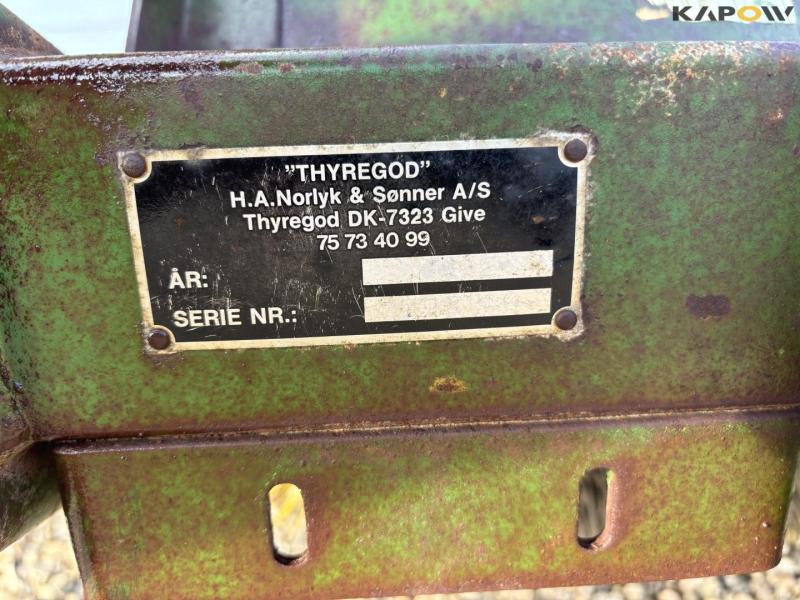 KAPOW
"THYREGOD"
H.A.Norlyk & Sønner A/S
Thyregod DK-7323 Give
75 73 40 99
ÅR:
SERIE NR.: